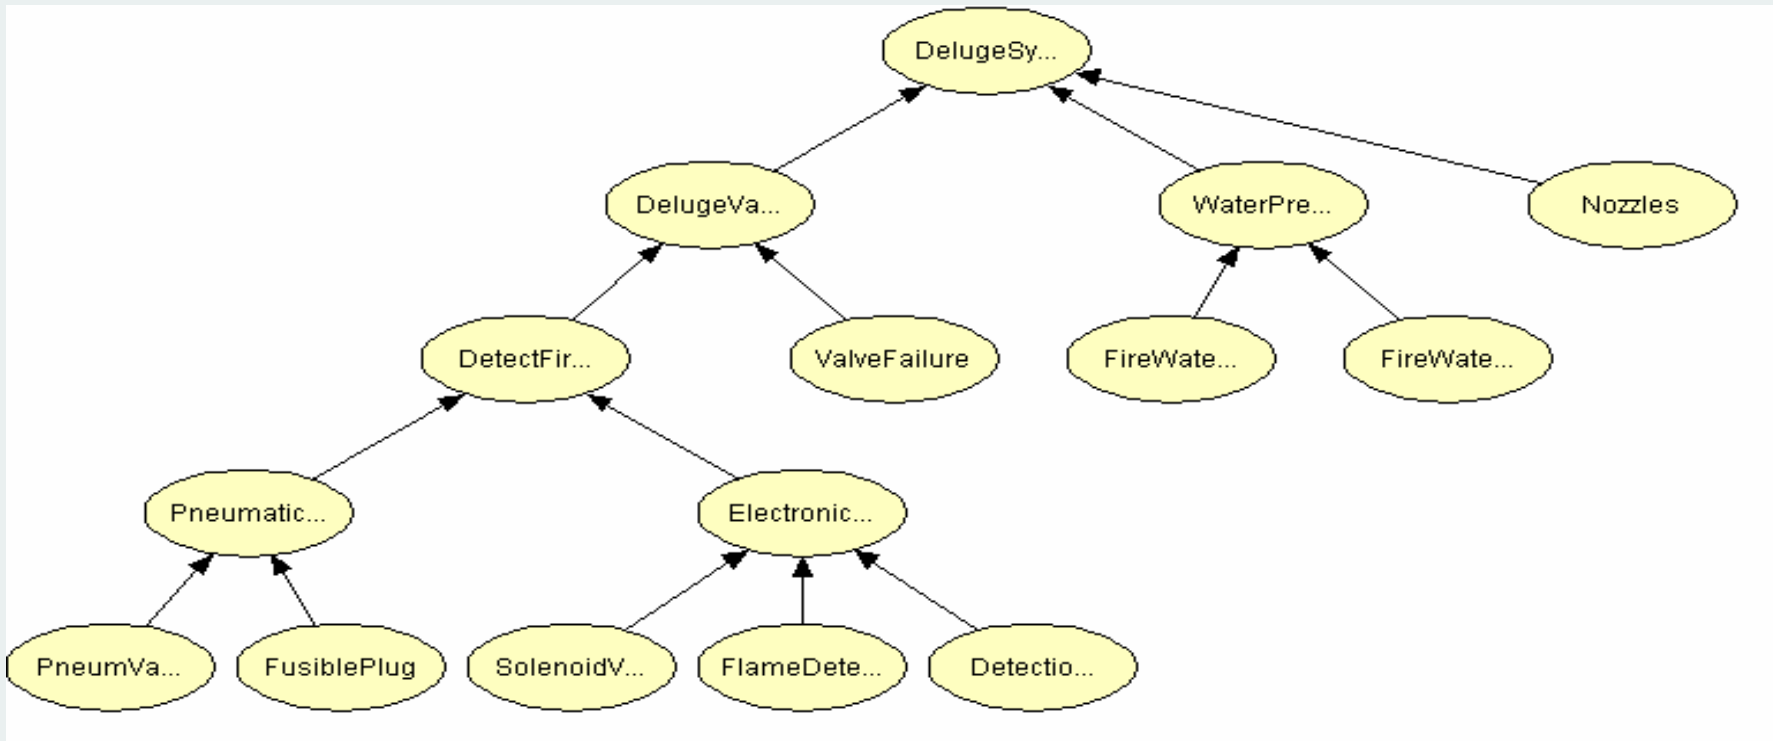 DelugeSy...
DelugeVa...
WaterPre...
Nozzles
DetectFir...
ValveFailure
FireWate...
FireWate...
Pneumatic...
Electronic...
PneumVa...
FusiblePlug
SolenoidV...
FlameDete...
Detectio...